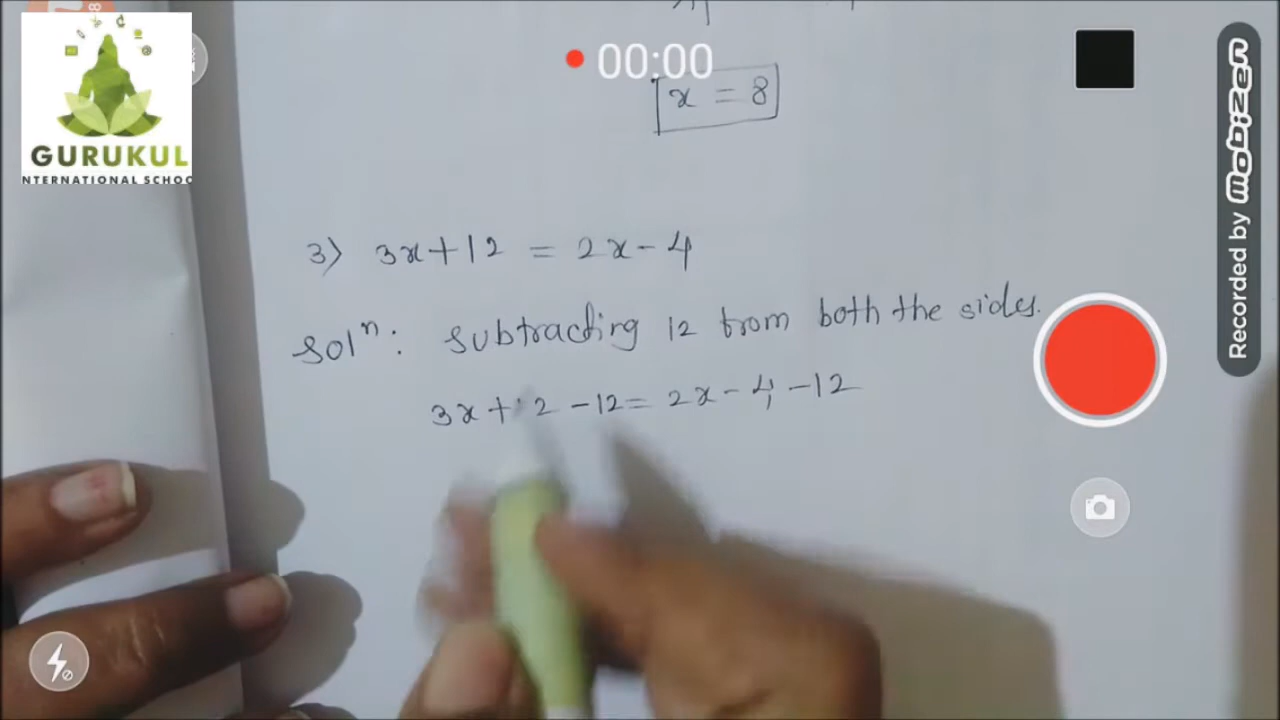 GURUKUL
NTERNATIONAL SCHOO
00:00
x = 8
3) 3x+12 = 2x-4
Solⁿ: Subtracting 12 from both the sides.
3x+12-12=2x-4-12
Recorded by mobizen